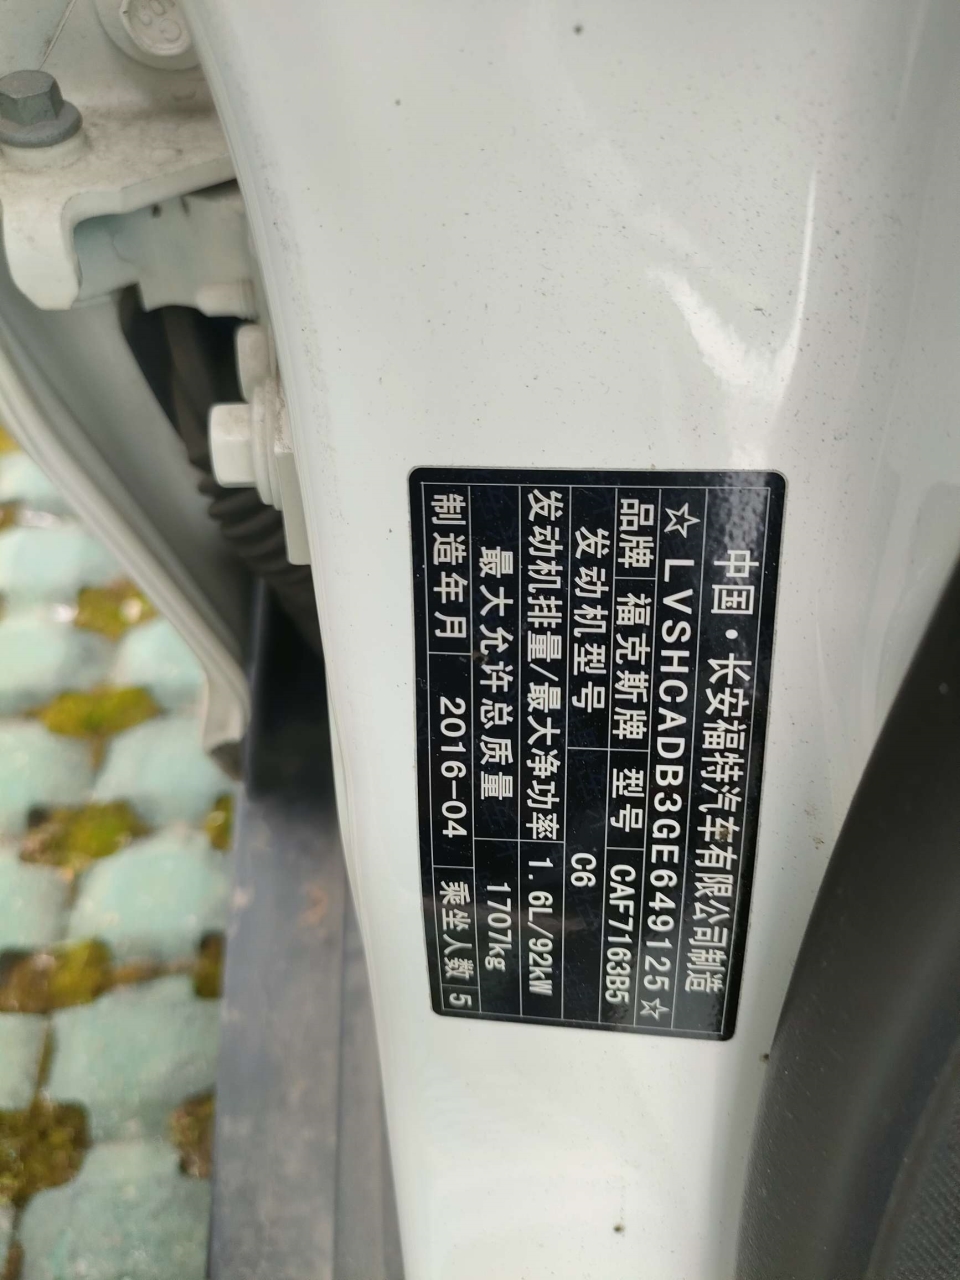 中国·长安福特汽车有限公司制造
☆LVSHCADB3GE649125☆
品牌 福克斯牌 型号 CAF7163B5
发动机型号 C6
发动机排量/最大净功率 1.6L/92kW
最大允许总质量 1707kg
制造年月 2016-04 乘坐人数 5